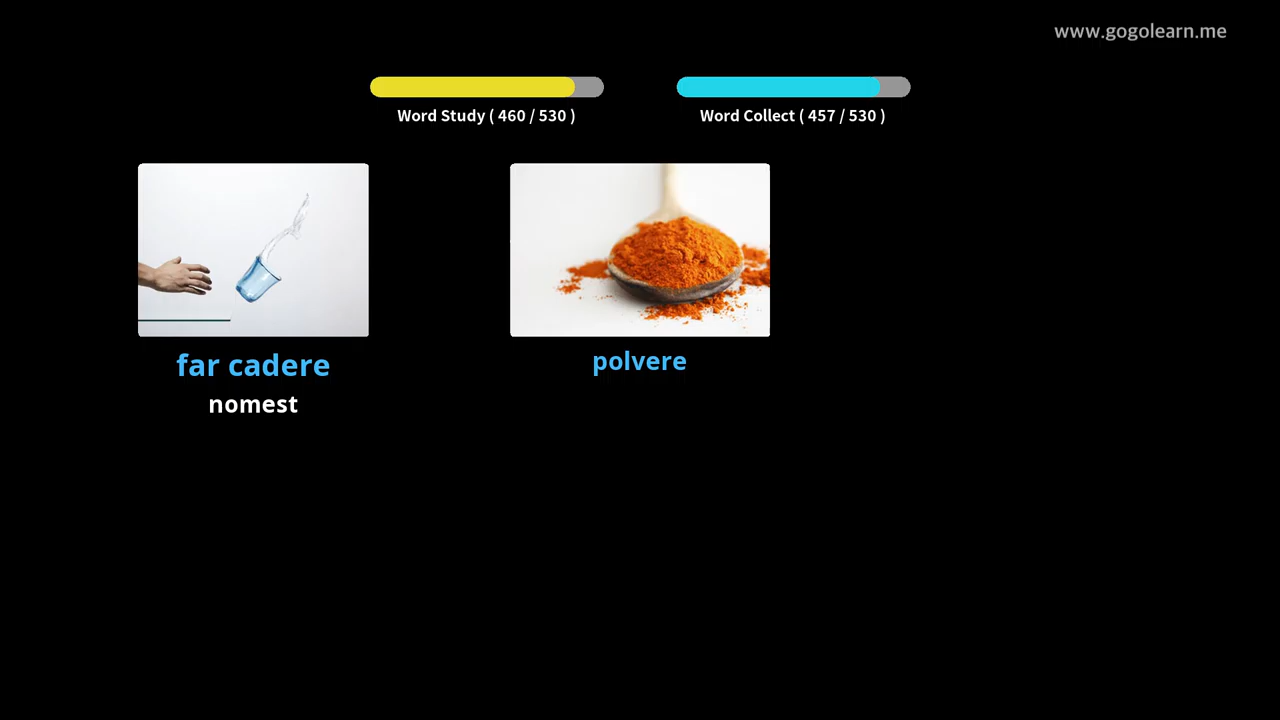 www.gogolearn.me
Word Study ( 460 / 530 )
Word Collect ( 457 / 530 )
far cadere
nomest
polvere